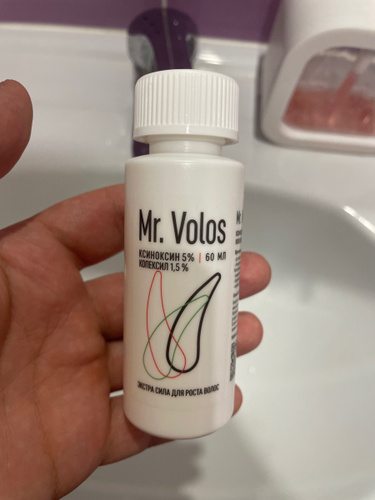 Mr. Volos
КСИНОКСИН 5% | 60 МЛ
КОПЕКСИЛ 1,5 %
ЭКСТРА СИЛА ДЛЯ РОСТА ВОЛОС